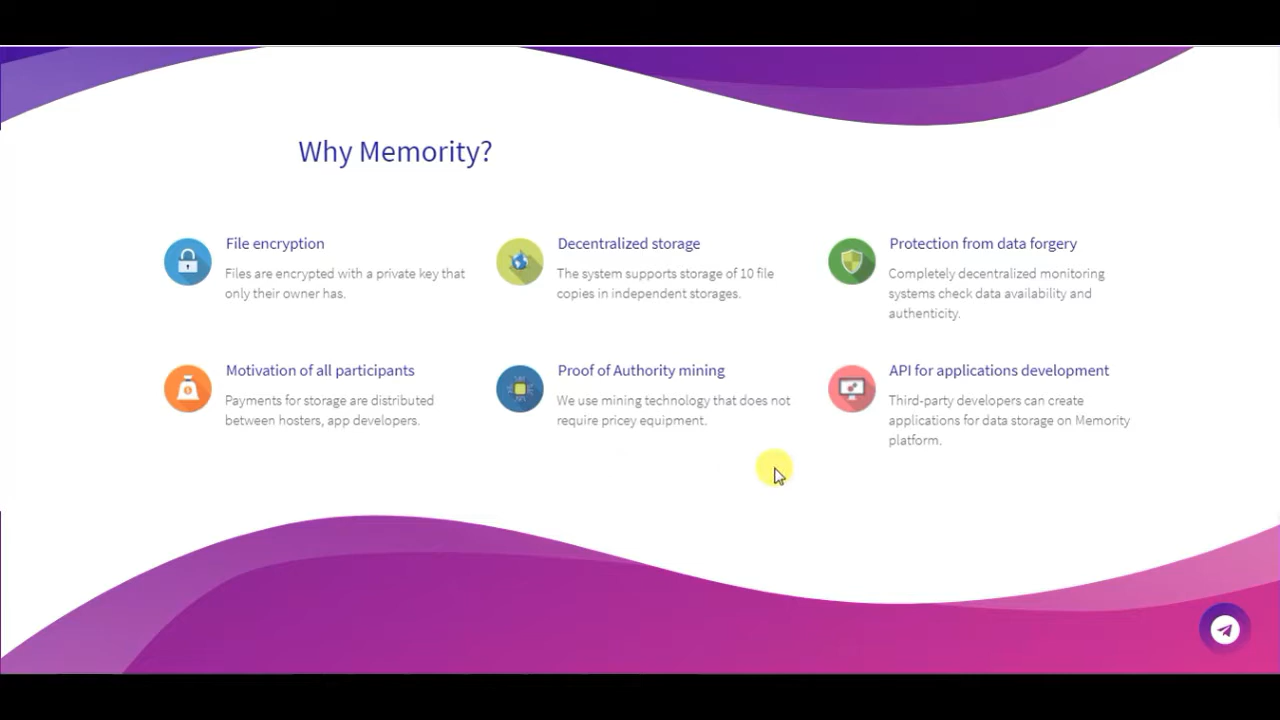 Why Memority?
File encryption
Files are encrypted with a private key that
only their owner has.
Decentralized storage
The system supports storage of 10 file
copies in independent storages.
Protection from data forgery
Completely decentralized monitoring
systems check data availability and
authenticity.
Motivation of all participants
Payments for storage are distributed
between hosters, app developers.
Proof of Authority mining
We use mining technology that does not
require pricey equipment.
API for applications development
Third-party developers can create
applications for data storage on Memority
platform.